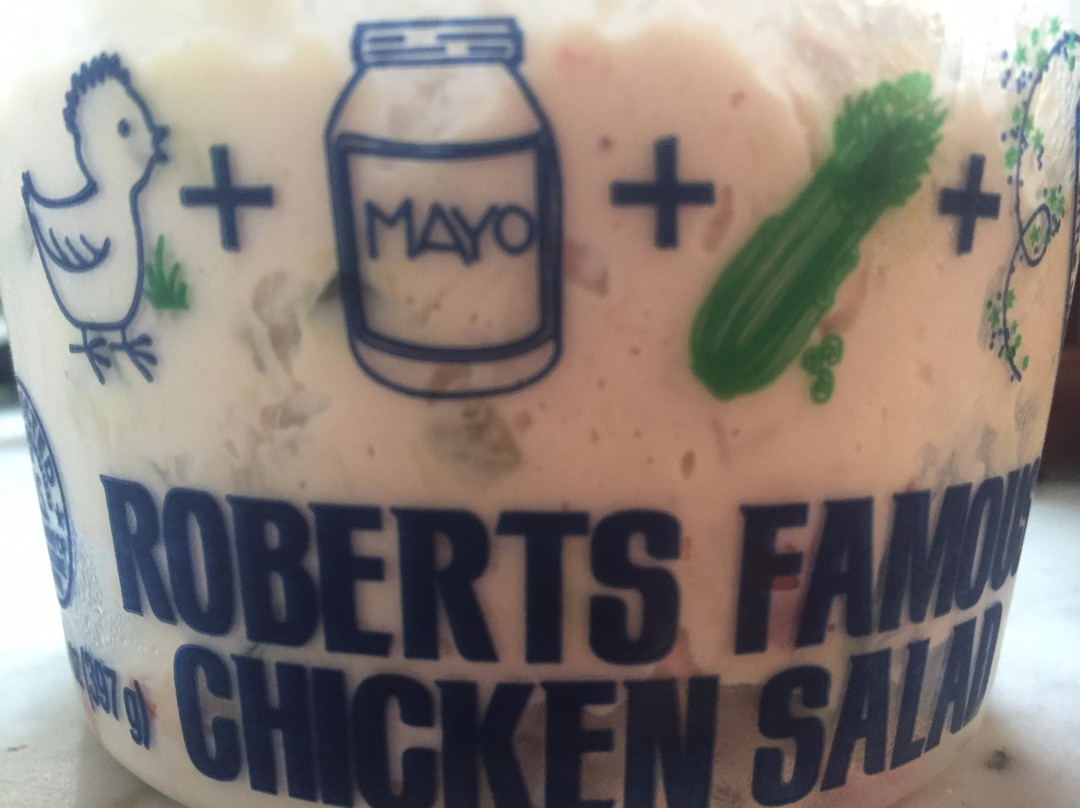 + MAYO + +
ROBERTS FAMOUS
(397 g) CHICKEN SALAD